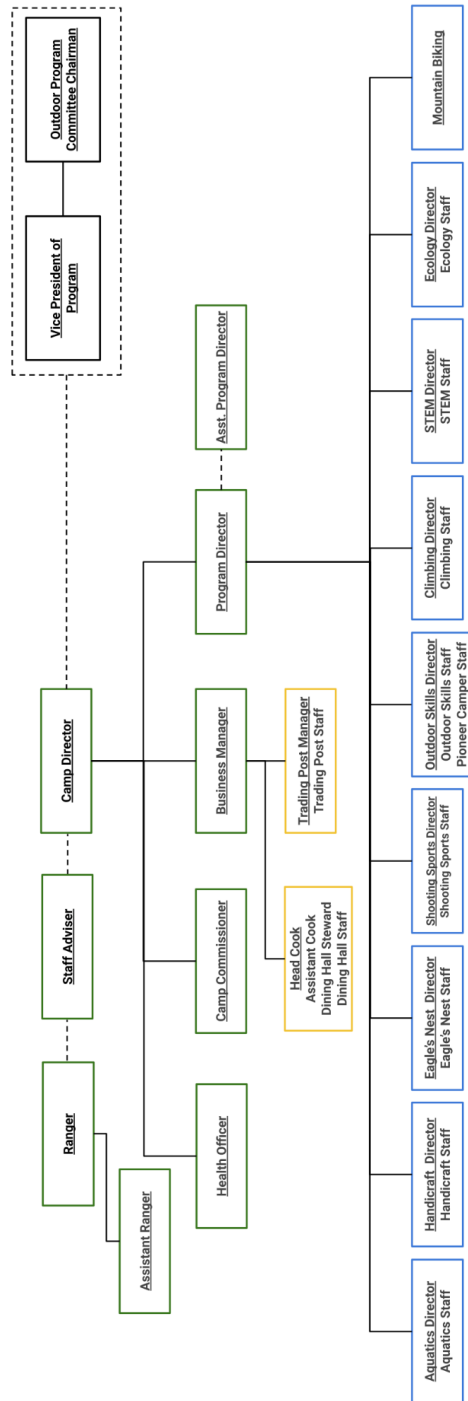 Outdoor Program
Committee Chairman
Vice President of
Program
Camp Director
Staff Adviser
Ranger
Assistant Ranger
Health Officer
Camp Commissioner
Business Manager
Program Director
Asst. Program Director
Head Cook
Assistant Cook
Dining Hall Steward
Dining Hall Staff
Trading Post Manager
Trading Post Staff
Aquatics Director
Aquatics Staff
Handicraft Director
Handicraft Staff
Eagle's Nest Director
Eagle's Nest Staff
Shooting Sports Director
Shooting Sports Staff
Outdoor Skills Director
Outdoor Skills Staff
Pioneer Camper Staff
Climbing Director
Climbing Staff
STEM Director
STEM Staff
Ecology Director
Ecology Staff
Mountain Biking